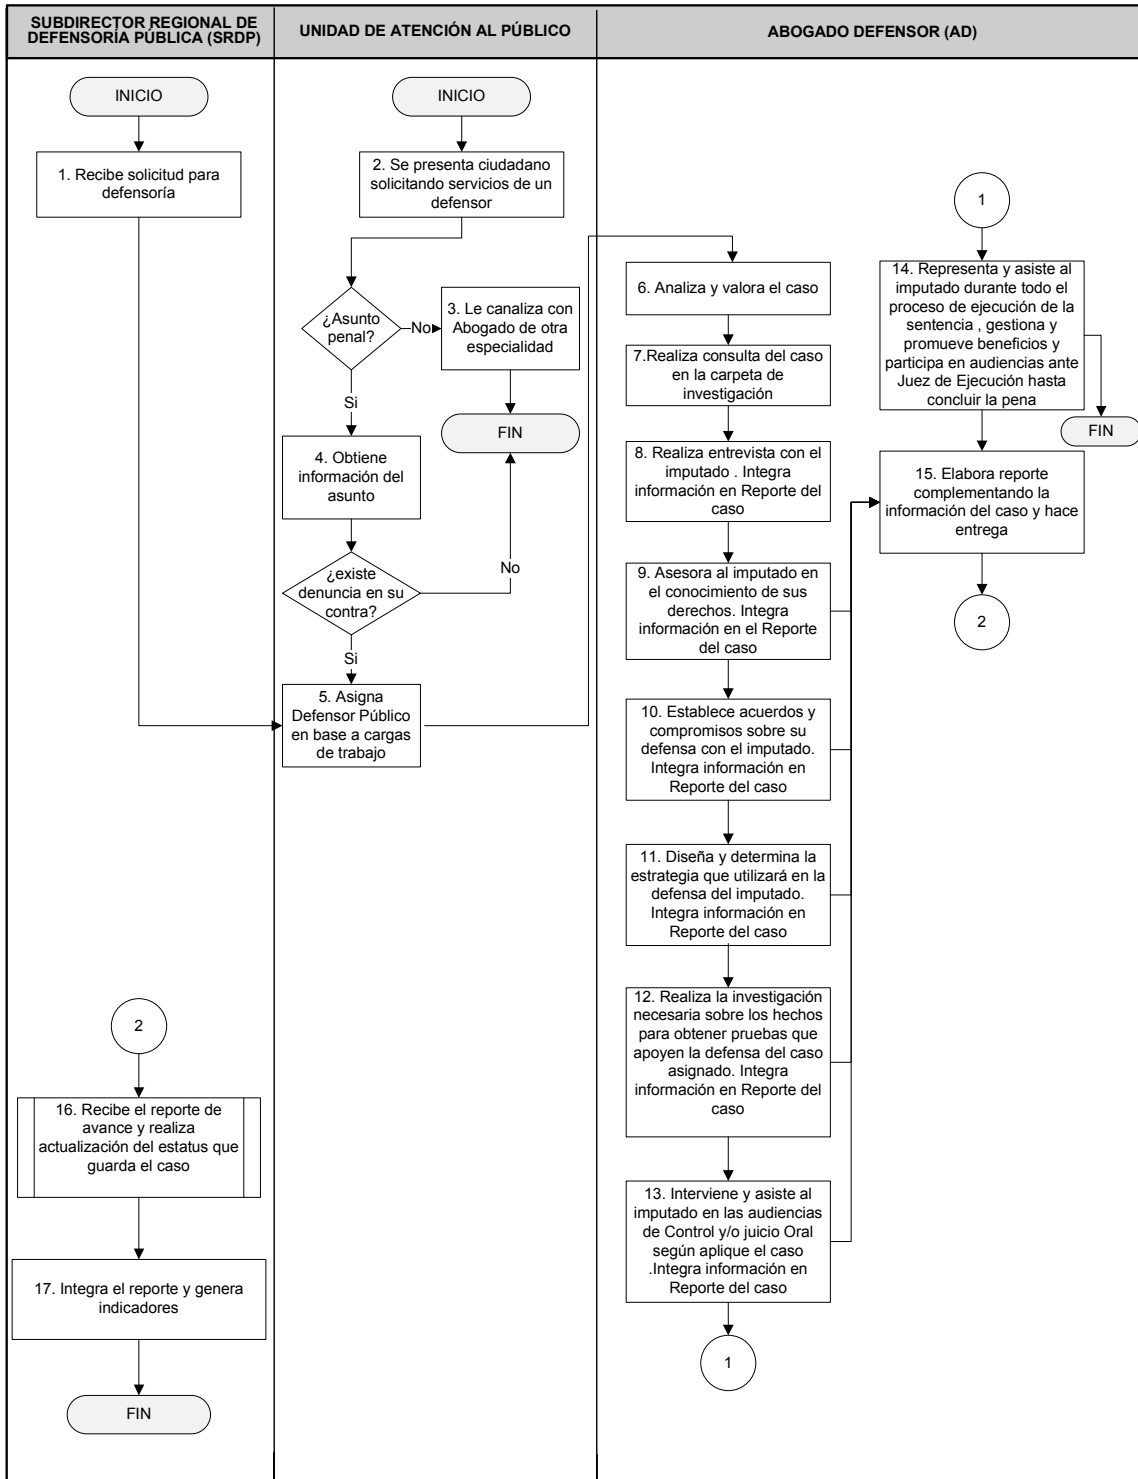 SUBDIRECTOR REGIONAL DE
DEFENSORÍA PÚBLICA (SRDP)
UNIDAD DE ATENCIÓN AL PÚBLICO
ABOGADO DEFENSOR (AD)
INICIO
1. Recibe solicitud para
defensoría
2
16. Recibe el reporte de
avance y realiza
actualización del estatus que
guarda el caso
17. Integra el reporte y genera
indicadores
FIN
INICIO
2. Se presenta ciudadano
solicitando servicios de un
defensor
¿Asunto
penal?
No
3. Le canaliza con
Abogado de otra
especialidad
FIN
Si
4. Obtiene
información del
asunto
¿existe
denuncia en su
contra?
No
Si
5. Asigna
Defensor Público
en base a cargas
de trabajo
6. Analiza y valora el caso
7.Realiza consulta del caso
en la carpeta de
investigación
8. Realiza entrevista con el
imputado . Integra
información en Reporte del
caso
9. Asesora al imputado en
el conocimiento de sus
derechos. Integra
información en el Reporte
del caso
10. Establece acuerdos y
compromisos sobre su
defensa con el imputado.
Integra información en
Reporte del caso
11. Diseña y determina la
estrategia que utilizará en la
defensa del imputado.
Integra información en
Reporte del caso
12. Realiza la investigación
necesaria sobre los hechos
para obtener pruebas que
apoyen la defensa del caso
asignado. Integra
información en Reporte del
caso
13. Interviene y asiste al
imputado en las audiencias
de Control y/o juicio Oral
según aplique el caso
.Integra información en
Reporte del caso
1
1
14. Representa y asiste al
imputado durante todo el
proceso de ejecución de la
sentencia , gestiona y
promueve beneficios y
participa en audiencias ante
Juez de Ejecución hasta
concluir la pena
FIN
15. Elabora reporte
complementando la
información del caso y hace
entrega
2